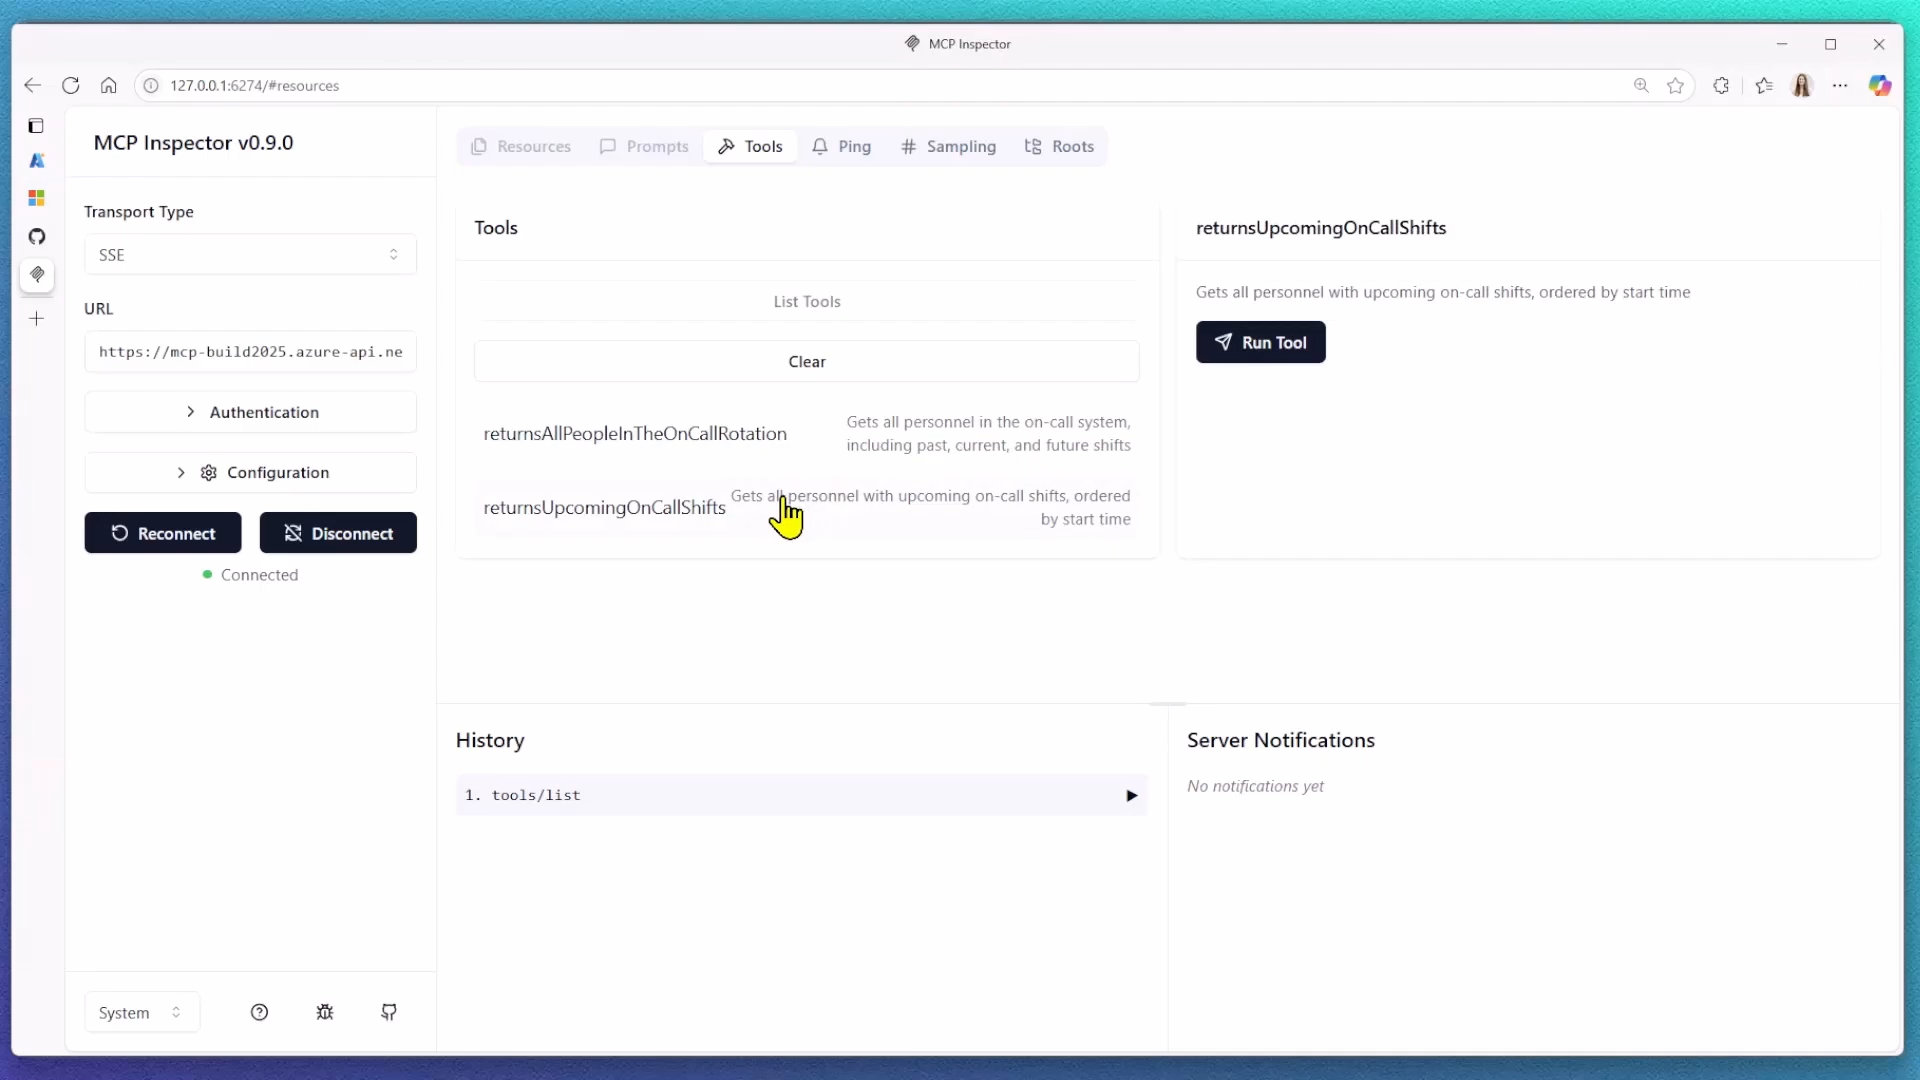 MCP Inspector
127.0.0.1:6274/#resources
MCP Inspector v0.9.0
Transport Type
SSE
URL
https://mcp-build2025.azure-api.ne
Authentication
Configuration
Reconnect
Disconnect
Connected
System
Resources
Prompts
Tools
Ping
Sampling
Roots
Tools
List Tools
Clear
returnsAllPeopleInTheOnCallRotation
Gets all personnel in the on-call system,
including past, current, and future shifts
returnsUpcomingOnCallShifts
Gets all personnel with upcoming on-call shifts, ordered
by start time
returnsUpcomingOnCallShifts
Gets all personnel with upcoming on-call shifts, ordered by start time
Run Tool
History
1. tools/list
Server Notifications
No notifications yet